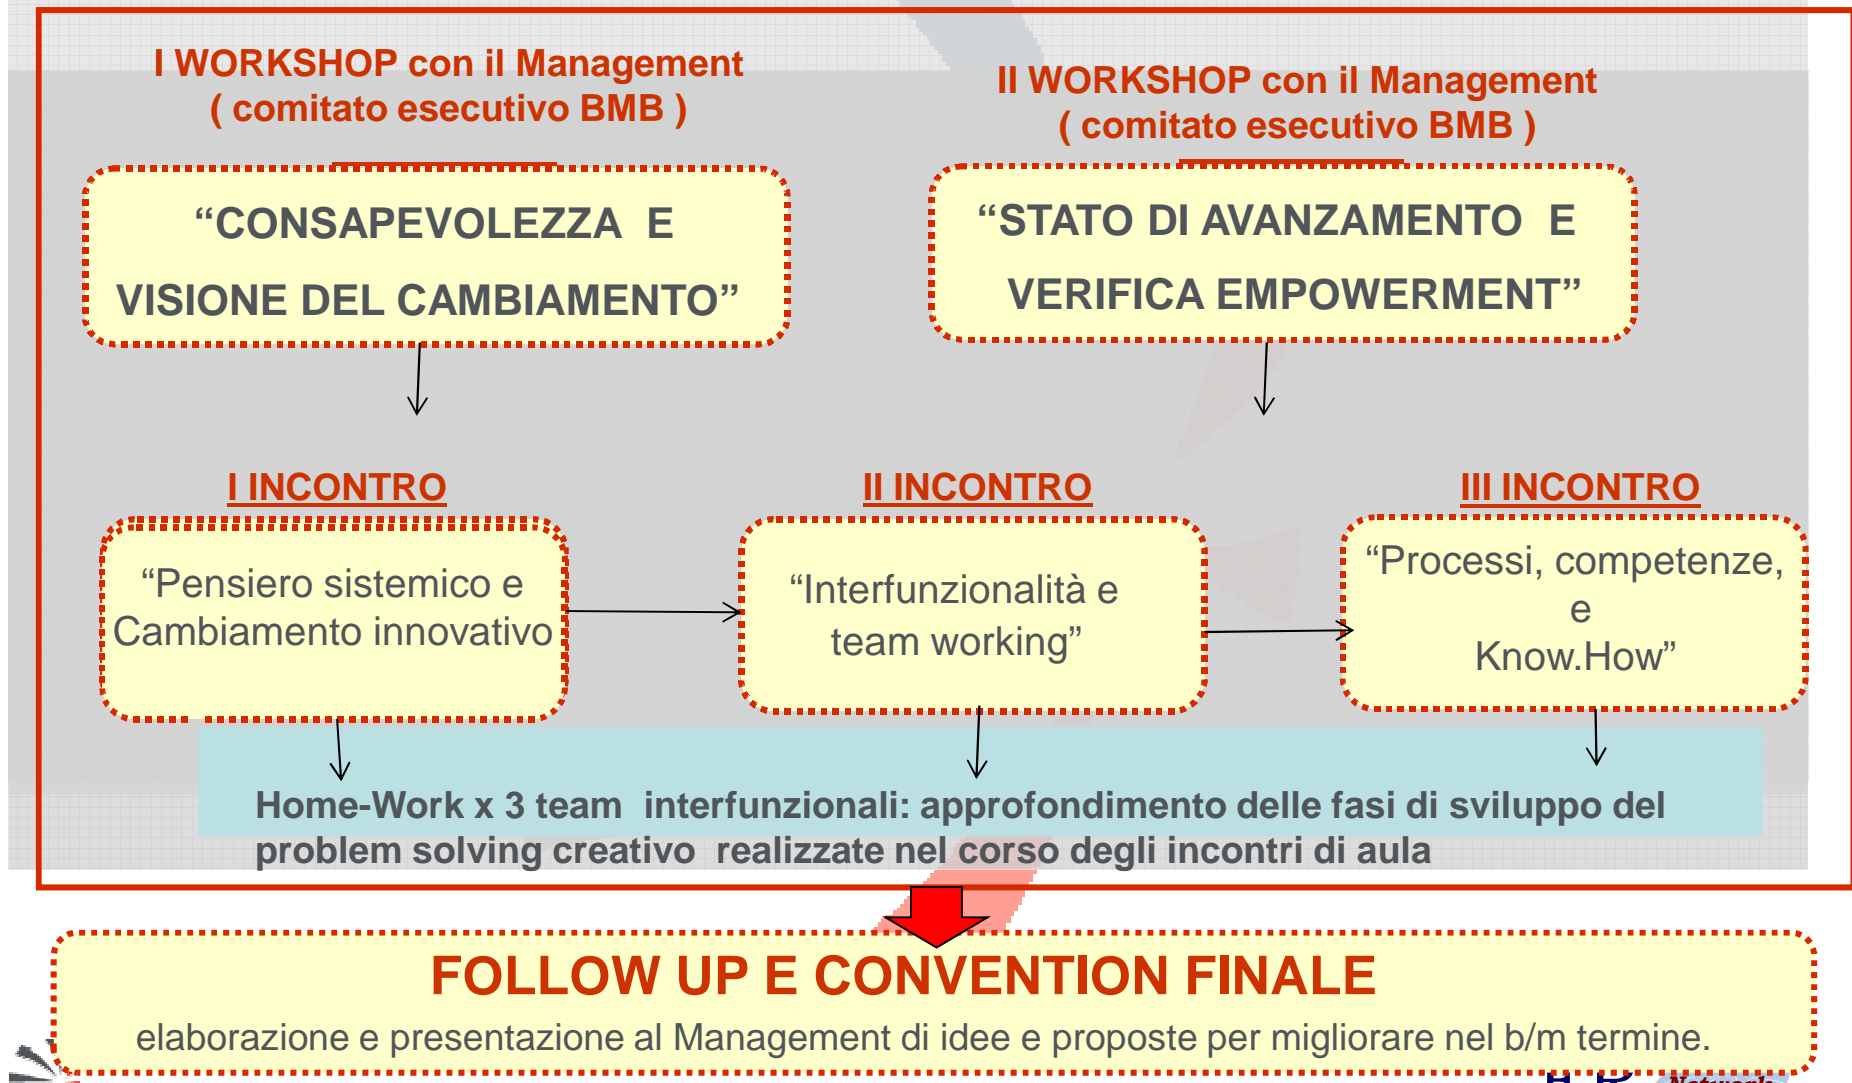 I WORKSHOP con il Management
( comitato esecutivo BMB )
II WORKSHOP con il Management
( comitato esecutivo BMB )
“CONSAPEVOLEZZA E
VISIONE DEL CAMBIAMENTO”
“STATO DI AVANZAMENTO E
VERIFICA EMPOWERMENT”
I INCONTRO
II INCONTRO
III INCONTRO
“Pensiero sistemico e
Cambiamento innovativo
“Interfunzionalità e
team working”
“Processi, competenze,
e
Know.How”
Home-Work x 3 team interfunzionali: approfondimento delle fasi di sviluppo del
problem solving creativo realizzate nel corso degli incontri di aula
FOLLOW UP E CONVENTION FINALE
elaborazione e presentazione al Management di idee e proposte per migliorare nel b/m termine.